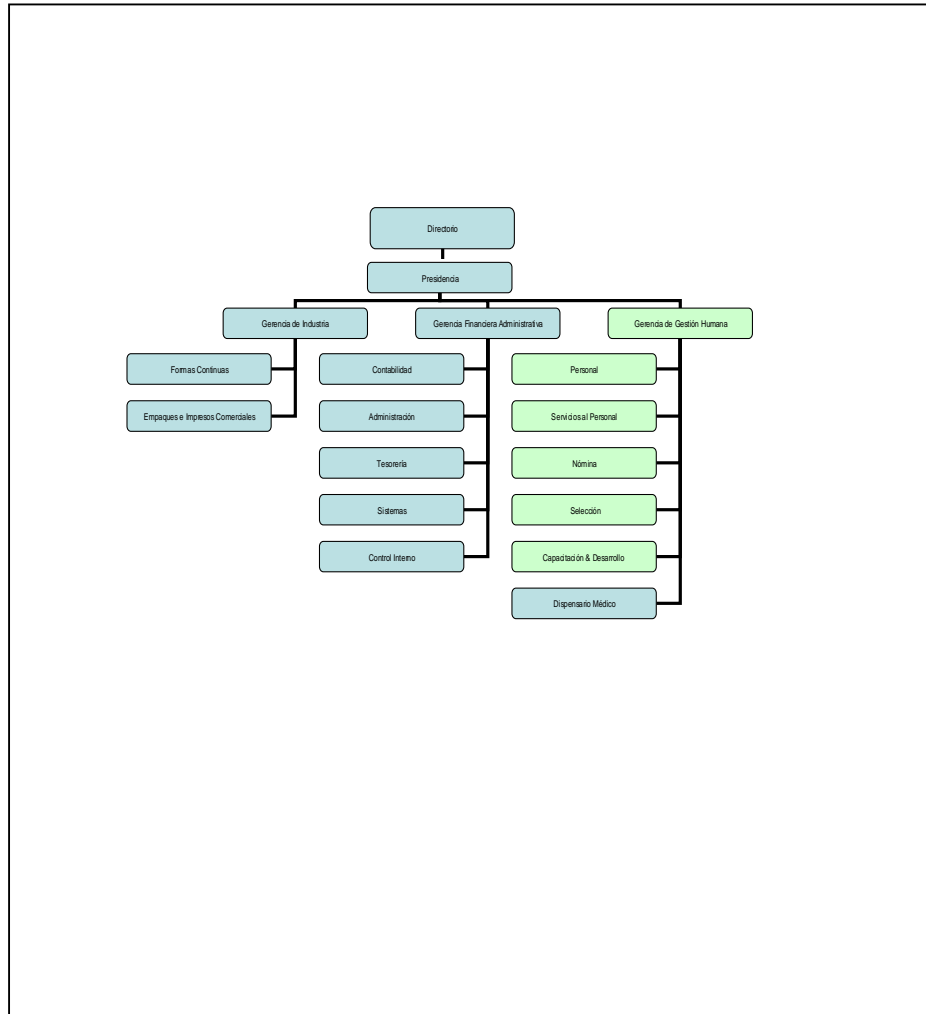 Directorio
Presidencia
Gerencia de Industria
Gerencia Financiera Administrativa
Gerencia de Gestión Humana
Formas Continuas
Empaques e Impresos Comerciales
Contabilidad
Administración
Tesorería
Sistemas
Control Interno
Personal
Servicios al Personal
Nómina
Selección
Capacitación & Desarrollo
Dispensario Médico